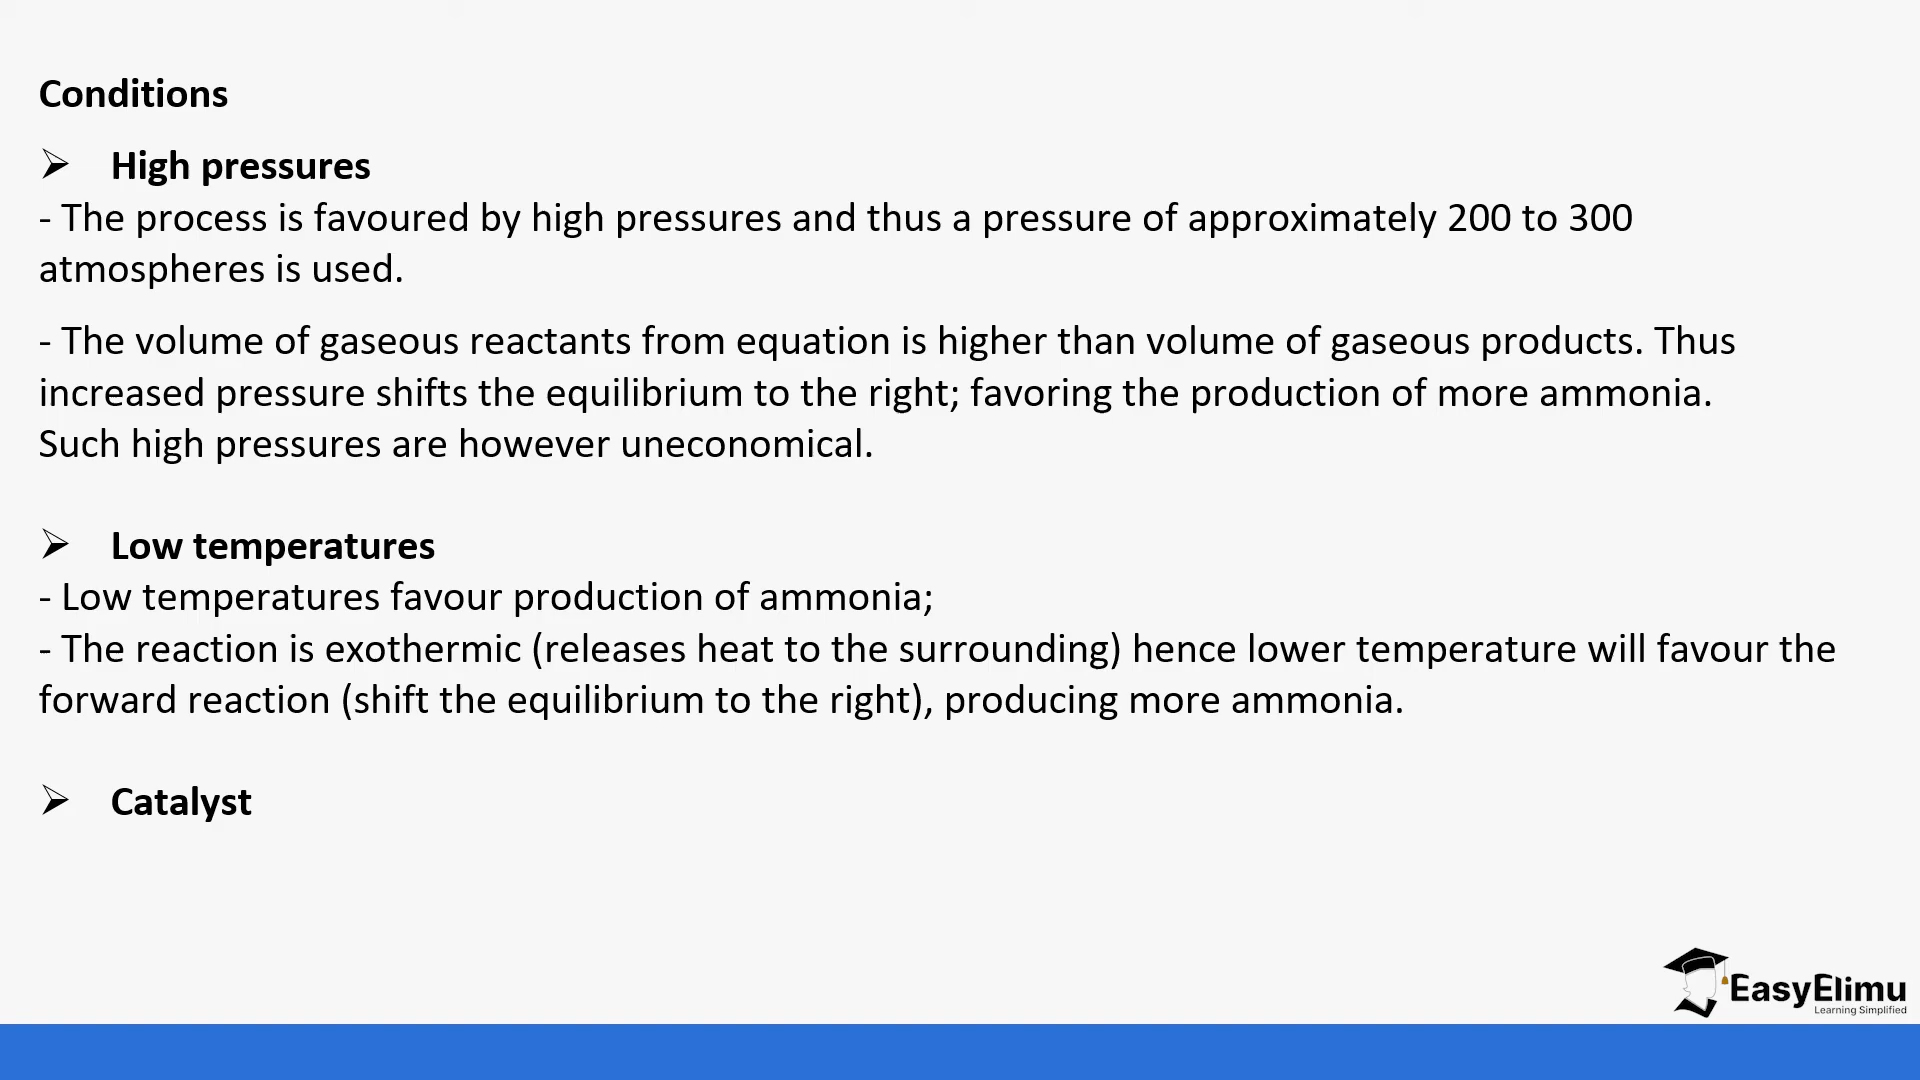 Conditions
➢ High pressures
- The process is favoured by high pressures and thus a pressure of approximately 200 to 300
atmospheres is used.
- The volume of gaseous reactants from equation is higher than volume of gaseous products. Thus
increased pressure shifts the equilibrium to the right; favoring the production of more ammonia.
Such high pressures are however uneconomical.
➢ Low temperatures
- Low temperatures favour production of ammonia;
- The reaction is exothermic (releases heat to the surrounding) hence lower temperature will favour the
forward reaction (shift the equilibrium to the right), producing more ammonia.
➢ Catalyst
EasyElimu
Learning Simplified